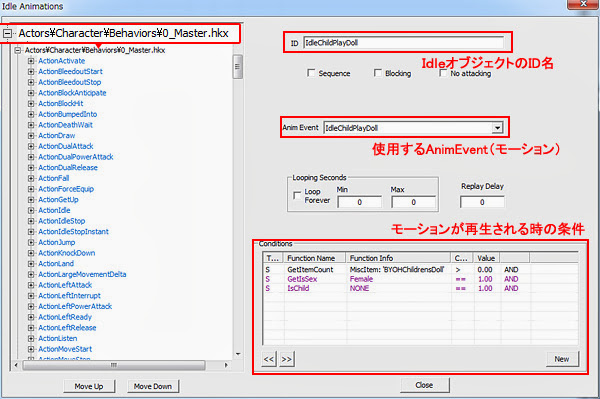 Idle Animations
Actors¥Character¥Behaviors¥0_Master.hkx
Actors¥Character¥Behaviors¥0_Master.hkx
ActionActivate
ActionBleedoutStart
ActionBleedoutStop
ActionBlockAnticipate
ActionBlockHit
ActionBumpedInto
ActionDeathWait
ActionDraw
ActionDualAttack
ActionDualPowerAttack
ActionDualRelease
ActionFall
ActionForceEquip
ActionGetUp
ActionIdle
ActionIdleStop
ActionIdleStopInstant
ActionJump
ActionKnockDown
ActionLand
ActionLargeMovementDelta
ActionLeftAttack
ActionLeftInterrupt
ActionLeftPowerAttack
ActionLeftReady
ActionLeftRelease
ActionListen
ActionMoveStart
ActionMoveStop
Move Up Move Down
ID IdleChildPlayDoll
IdleオブジェクトのID名
Sequence Blocking No attacking
Anim Event IdleChildPlayDoll
使用するAnimEvent（モーション）
Looping Seconds
Loop Forever Min Max Replay Delay
0 0 0
モーションが再生される時の条件
Conditions
T... Function Name Function Info C... Value
S GetItemCount MiscItem: 'BYOHChildrensDoll' > 0.00 AND
S GetIsSex Female == 1.00 AND
S IsChild NONE == 1.00 AND
<< >> New
Close